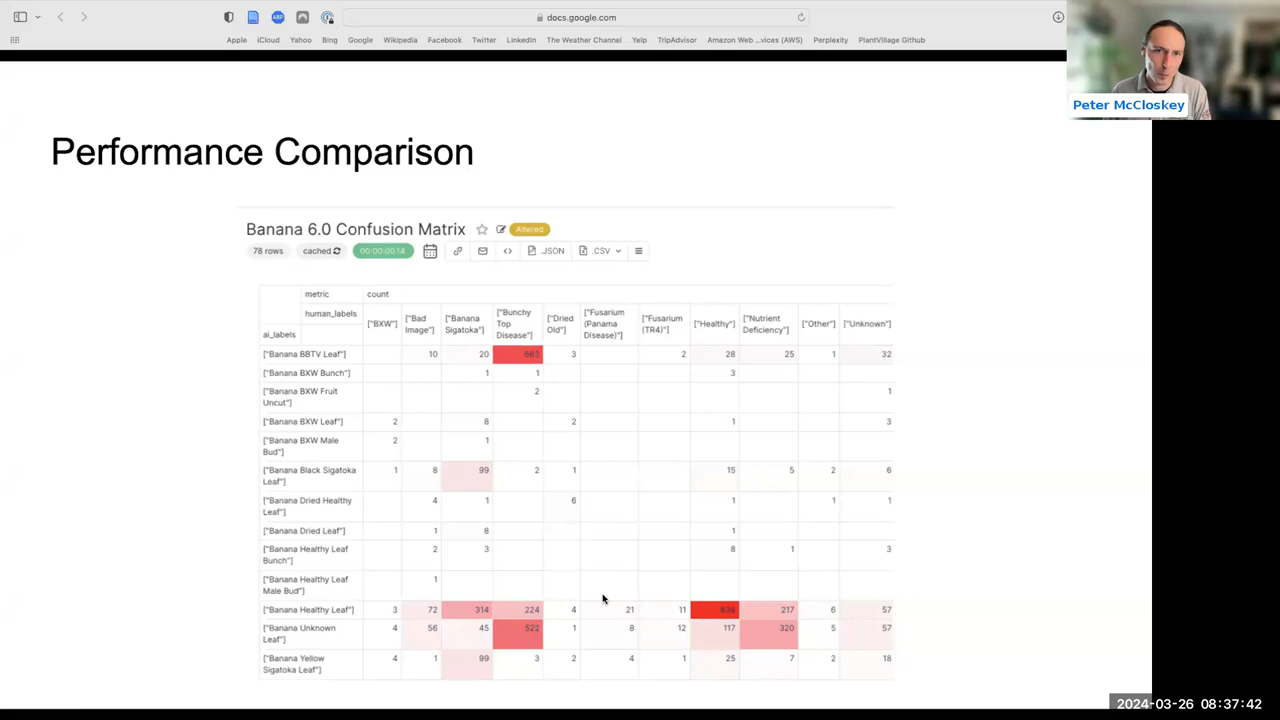 docs.google.com
Apple iCloud Yahoo Bing Google Wikipedia Facebook Twitter LinkedIn The Weather Channel Yelp TripAdvisor Amazon Web ...vices (AWS) Perplexity PlantVillage Github
Peter McCloskey
Performance Comparison
Banana 6.0 Confusion Matrix Altered
78 rows cached 00:00:00:14 .JSON .CSV
metric count
human_labels ["BXW"] ["Bad Image"] ["Banana Sigatoka"] ["Bunchy Top Disease"] ["Dried Old"] ["Fusarium (Panama Disease)"] ["Fusarium (TR4)"] ["Healthy"] ["Nutrient Deficiency"] ["Other"] ["Unknown"]
ai_labels
["Banana BBTV Leaf"] 10 20 3 2 28 25 1 32
["Banana BXW Bunch"] 1 1 3
["Banana BXW Fruit Uncut"] 2 1
["Banana BXW Leaf"] 2 8 2 1 3
["Banana BXW Male Bud"] 2 1
["Banana Black Sigatoka Leaf"] 1 8 99 2 1 15 5 2 6
["Banana Dried Healthy Leaf"] 4 1 6 1 1 1
["Banana Dried Leaf"] 1 8 1
["Banana Healthy Leaf Bunch"] 2 3 8 1 3
["Banana Healthy Leaf Male Bud"] 1
["Banana Healthy Leaf"] 3 72 314 224 4 21 11 217 6 57
["Banana Unknown Leaf"] 4 56 45 522 1 8 12 117 320 5 57
["Banana Yellow Sigatoka Leaf"] 4 1 99 3 2 4 1 25 7 2 18
2024-03-26 08:37:42